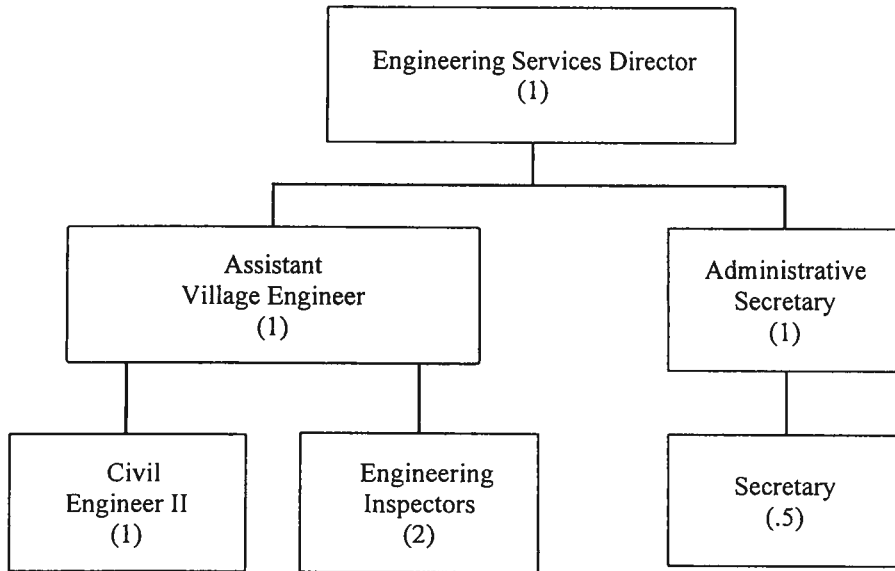 Engineering Services Director
(1)
Assistant
Village Engineer
(1)
Administrative
Secretary
(1)
Civil
Engineer II
(1)
Engineering
Inspectors
(2)
Secretary
(.5)